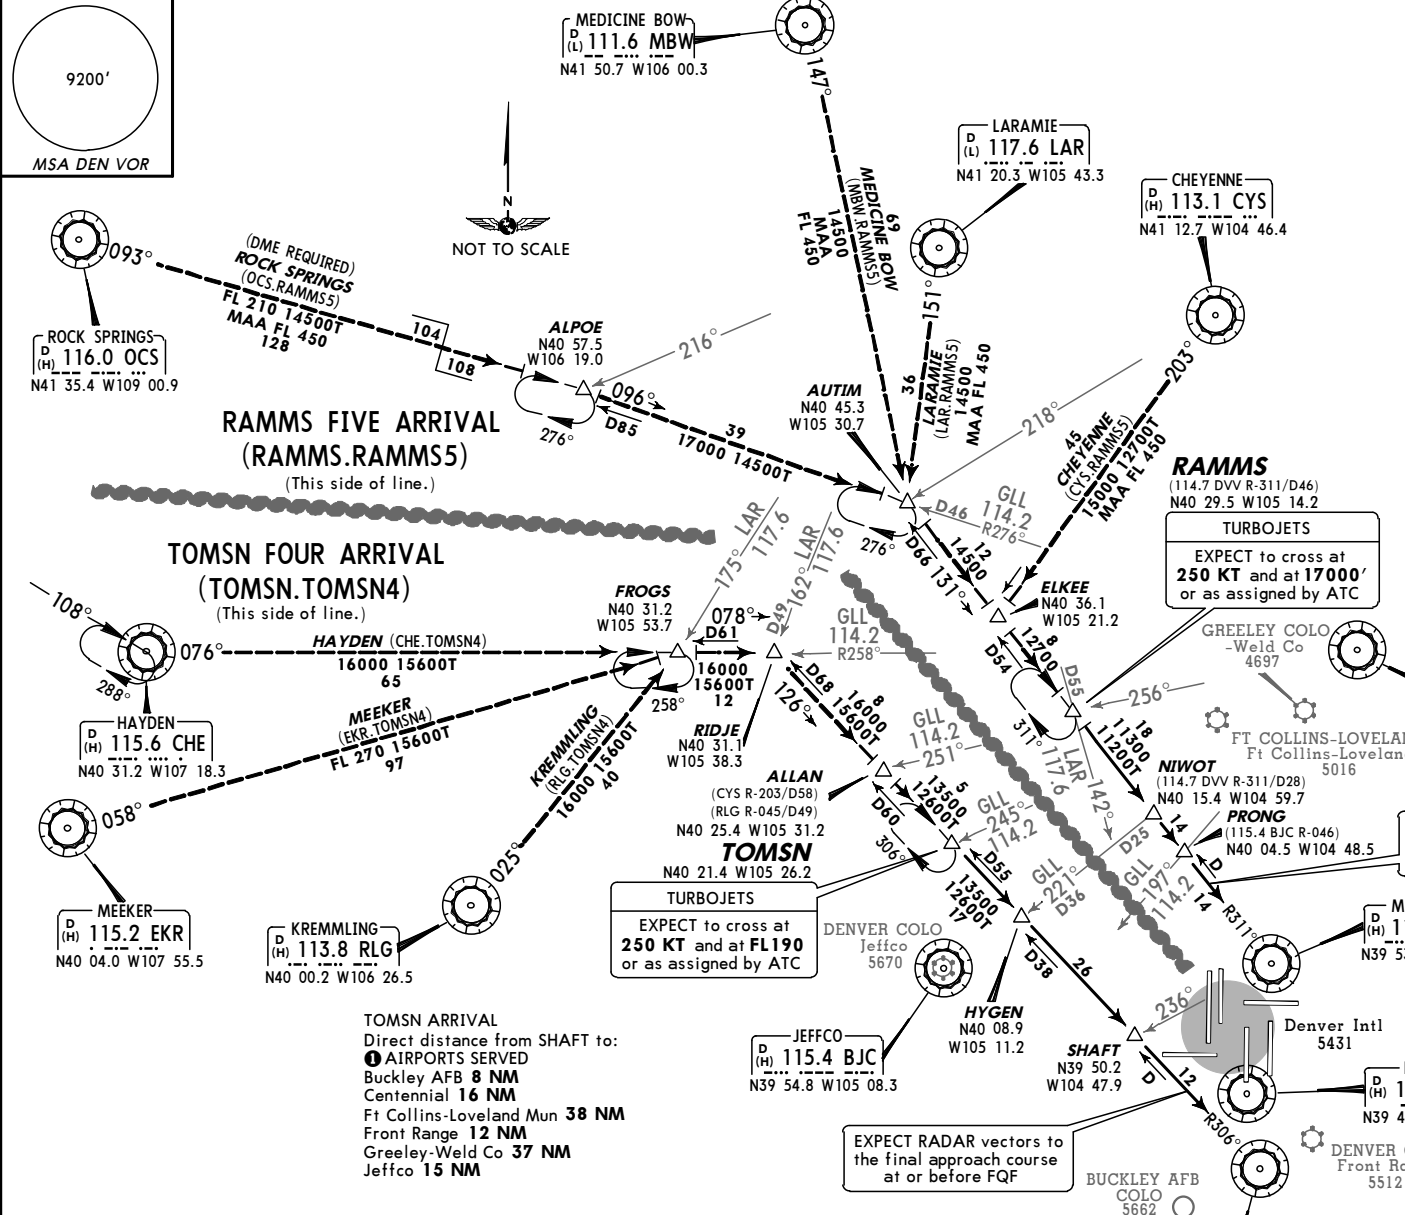 9200'
MSA DEN VOR
MEDICINE BOW
D
(L) 111.6 MBW
N41 50.7 W106 00.3
N
NOT TO SCALE
147°
LARAMIE
D
(L) 117.6 LAR
N41 20.3 W105 43.3
CHEYENNE
D
(H) 113.1 CYS
N41 12.7 W104 46.4
69
MEDICINE BOW
(MBW.RAMMS5)
14500
MAA
FL 450
151°
36
LARAMIE
(LAR.RAMMS5)
14500
MAA FL 450
203°
45
CHEYENNE
(CYS.RAMMS5)
15000 12700T
MAA FL 450
093°
(DME REQUIRED)
ROCK SPRINGS
(OCS.RAMMS5)
FL 210 14500T
MAA FL 450
128
104
108
ROCK SPRINGS
D
(H) 116.0 OCS
N41 35.4 W109 00.9
ALPOE
N40 57.5
W106 19.0
216°
096°
D85
276°
39
17000 14500T
AUTIM
N40 45.3
W105 30.7
218°
RAMMS FIVE ARRIVAL
(RAMMS.RAMMS5)
(This side of line.)
RAMMS
(114.7 DVV R-311/D46)
N40 29.5 W105 14.2
TURBOJETS
EXPECT to cross at
250 KT and at 17000'
or as assigned by ATC
GLL
114.2
R276°
D46
276°
D66
131°
12
14500
ELKEE
N40 36.1
W105 21.2
175° LAR
117.6
162° LAR
117.6
D49
TOMSN FOUR ARRIVAL
(TOMSN.TOMSN4)
(This side of line.)
108°
076°
288°
HAYDEN (CHE.TOMSN4)
16000 15600T
65
FROGS
N40 31.2
W105 53.7
078°
D61
16000
15600T
12
258°
GLL
114.2
R258°
8
12700
D54
D55
256°
311°
LAR
117.6
142°
GREELEY COLO
-Weld Co
4697
HAYDEN
D
(H) 115.6 CHE
N40 31.2 W107 18.3
MEEKER
(EKR.TOMSN4)
FL 270 15600T
97
058°
KREMMLING
(RLG.TOMSN4)
16000 15600T
40
025°
RIDJE
N40 31.1
W105 38.3
D68
126°
8
16000
15600T
GLL
114.2
251°
ALLAN
(CYS R-203/D58)
(RLG R-045/D49)
N40 25.4 W105 31.2
18
11300
11200T
NIWOT
(114.7 DVV R-311/D28)
N40 15.4 W104 59.7
PRONG
(115.4 BJC R-046)
N40 04.5 W104 48.5
Ft Collins-Lovelan
5016
TOMSN
N40 21.4 W105 26.2
TURBOJETS
EXPECT to cross at
250 KT and at FL190
or as assigned by ATC
D60
306°
5
13500
12600T
GLL
245°
114.2
D55
13500
12600T
17
GLL
221°
D36
D25
14
GLL
197°
114.2
D
14
R311°
MEEKER
D
(H) 115.2 EKR
N40 04.0 W107 55.5
KREMMLING
D
(H) 113.8 RLG
N40 00.2 W106 26.5
DENVER COLO
Jeffco
5670
JEFFCO
D
(H) 115.4 BJC
N39 54.8 W105 08.3
HYGEN
N40 08.9
W105 11.2
D38
26
236°
SHAFT
N39 50.2
W104 47.9
D
12
R306°
Denver Intl
5431
EXPECT RADAR vectors to
the final approach course
at or before FQF
BUCKLEY AFB
COLO
5662
DENVER
Front
5512
TOMSN ARRIVAL
Direct distance from SHAFT to:
❶ AIRPORTS SERVED
Buckley AFB 8 NM
Centennial 16 NM
Ft Collins-Loveland Mun 38 NM
Front Range 12 NM
Greeley-Weld Co 37 NM
Jeffco 15 NM